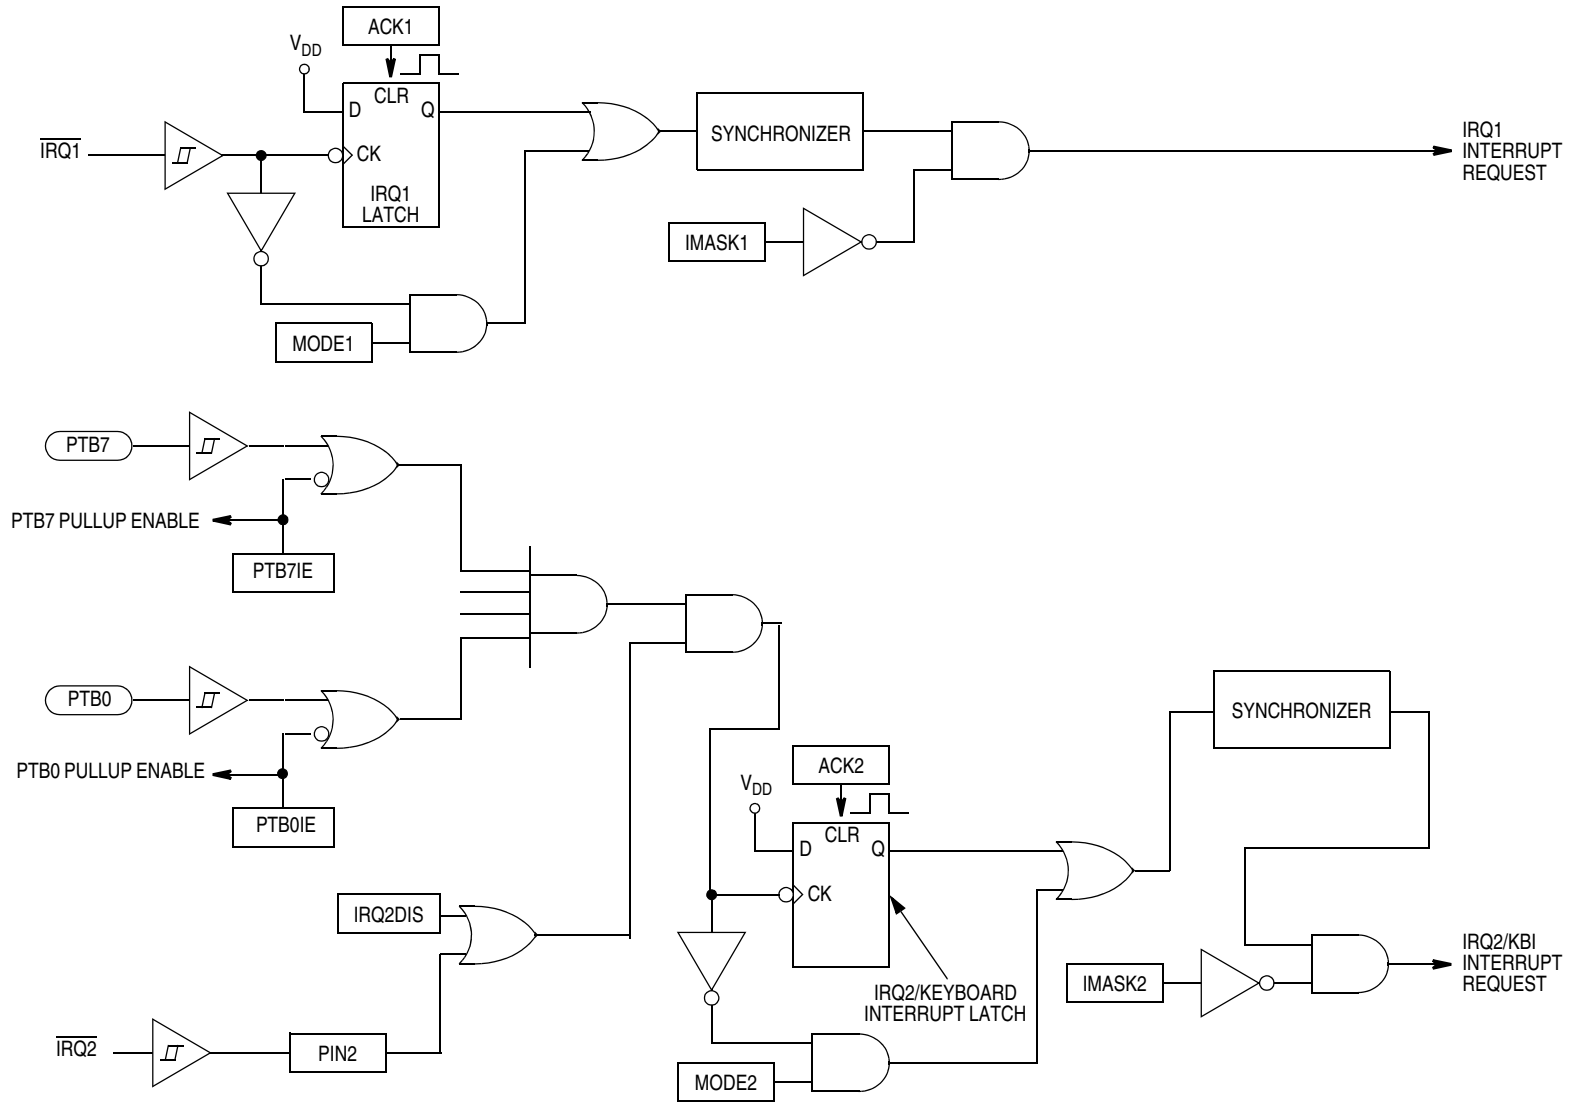 ACK1
VDD
CLR
D
Q
IRQ1
CK
IRQ1
LATCH
SYNCHRONIZER
IRQ1
INTERRUPT
REQUEST
IMASK1
MODE1
PTB7
PTB7 PULLUP ENABLE
PTB7IE
PTB0
PTB0 PULLUP ENABLE
PTB0IE
SYNCHRONIZER
ACK2
VDD
CLR
D
Q
CK
IRQ2DIS
IRQ2/KEYBOARD
INTERRUPT LATCH
IRQ2/KBI
INTERRUPT
REQUEST
IMASK2
IRQ2
PIN2
MODE2